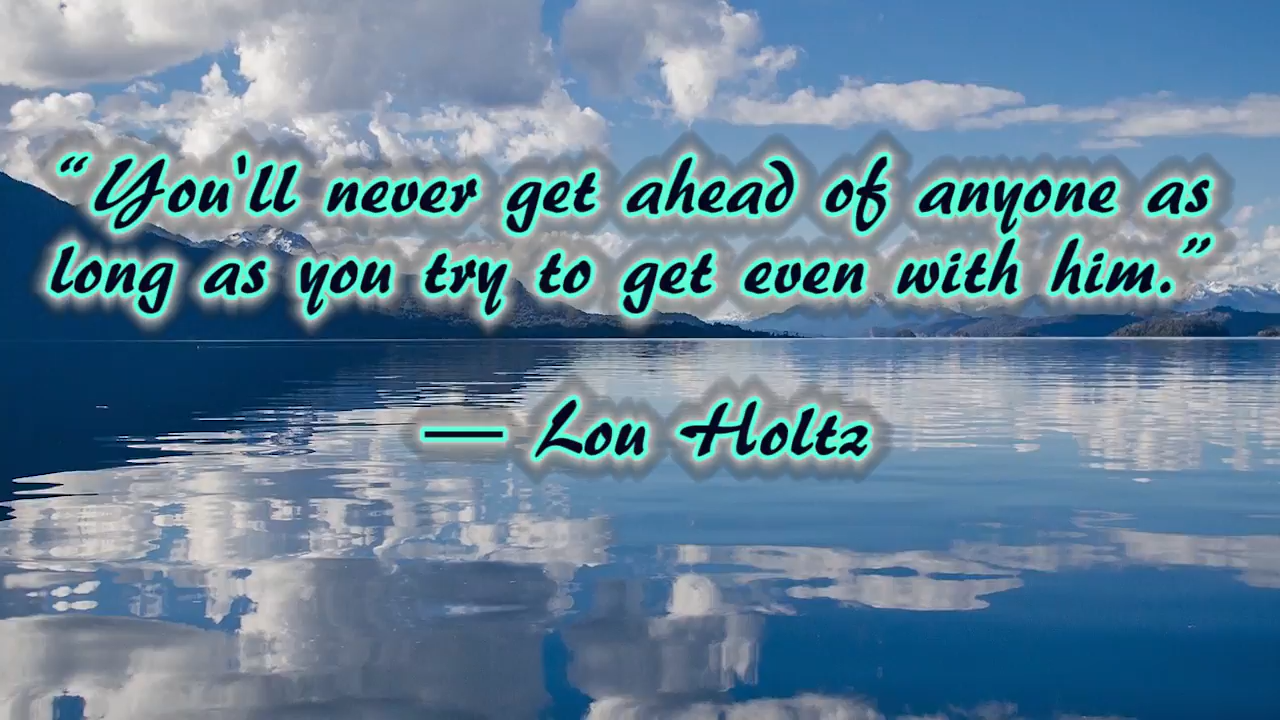 “You'll never get ahead of anyone as
long as you try to get even with him.”
— Lou Holtz